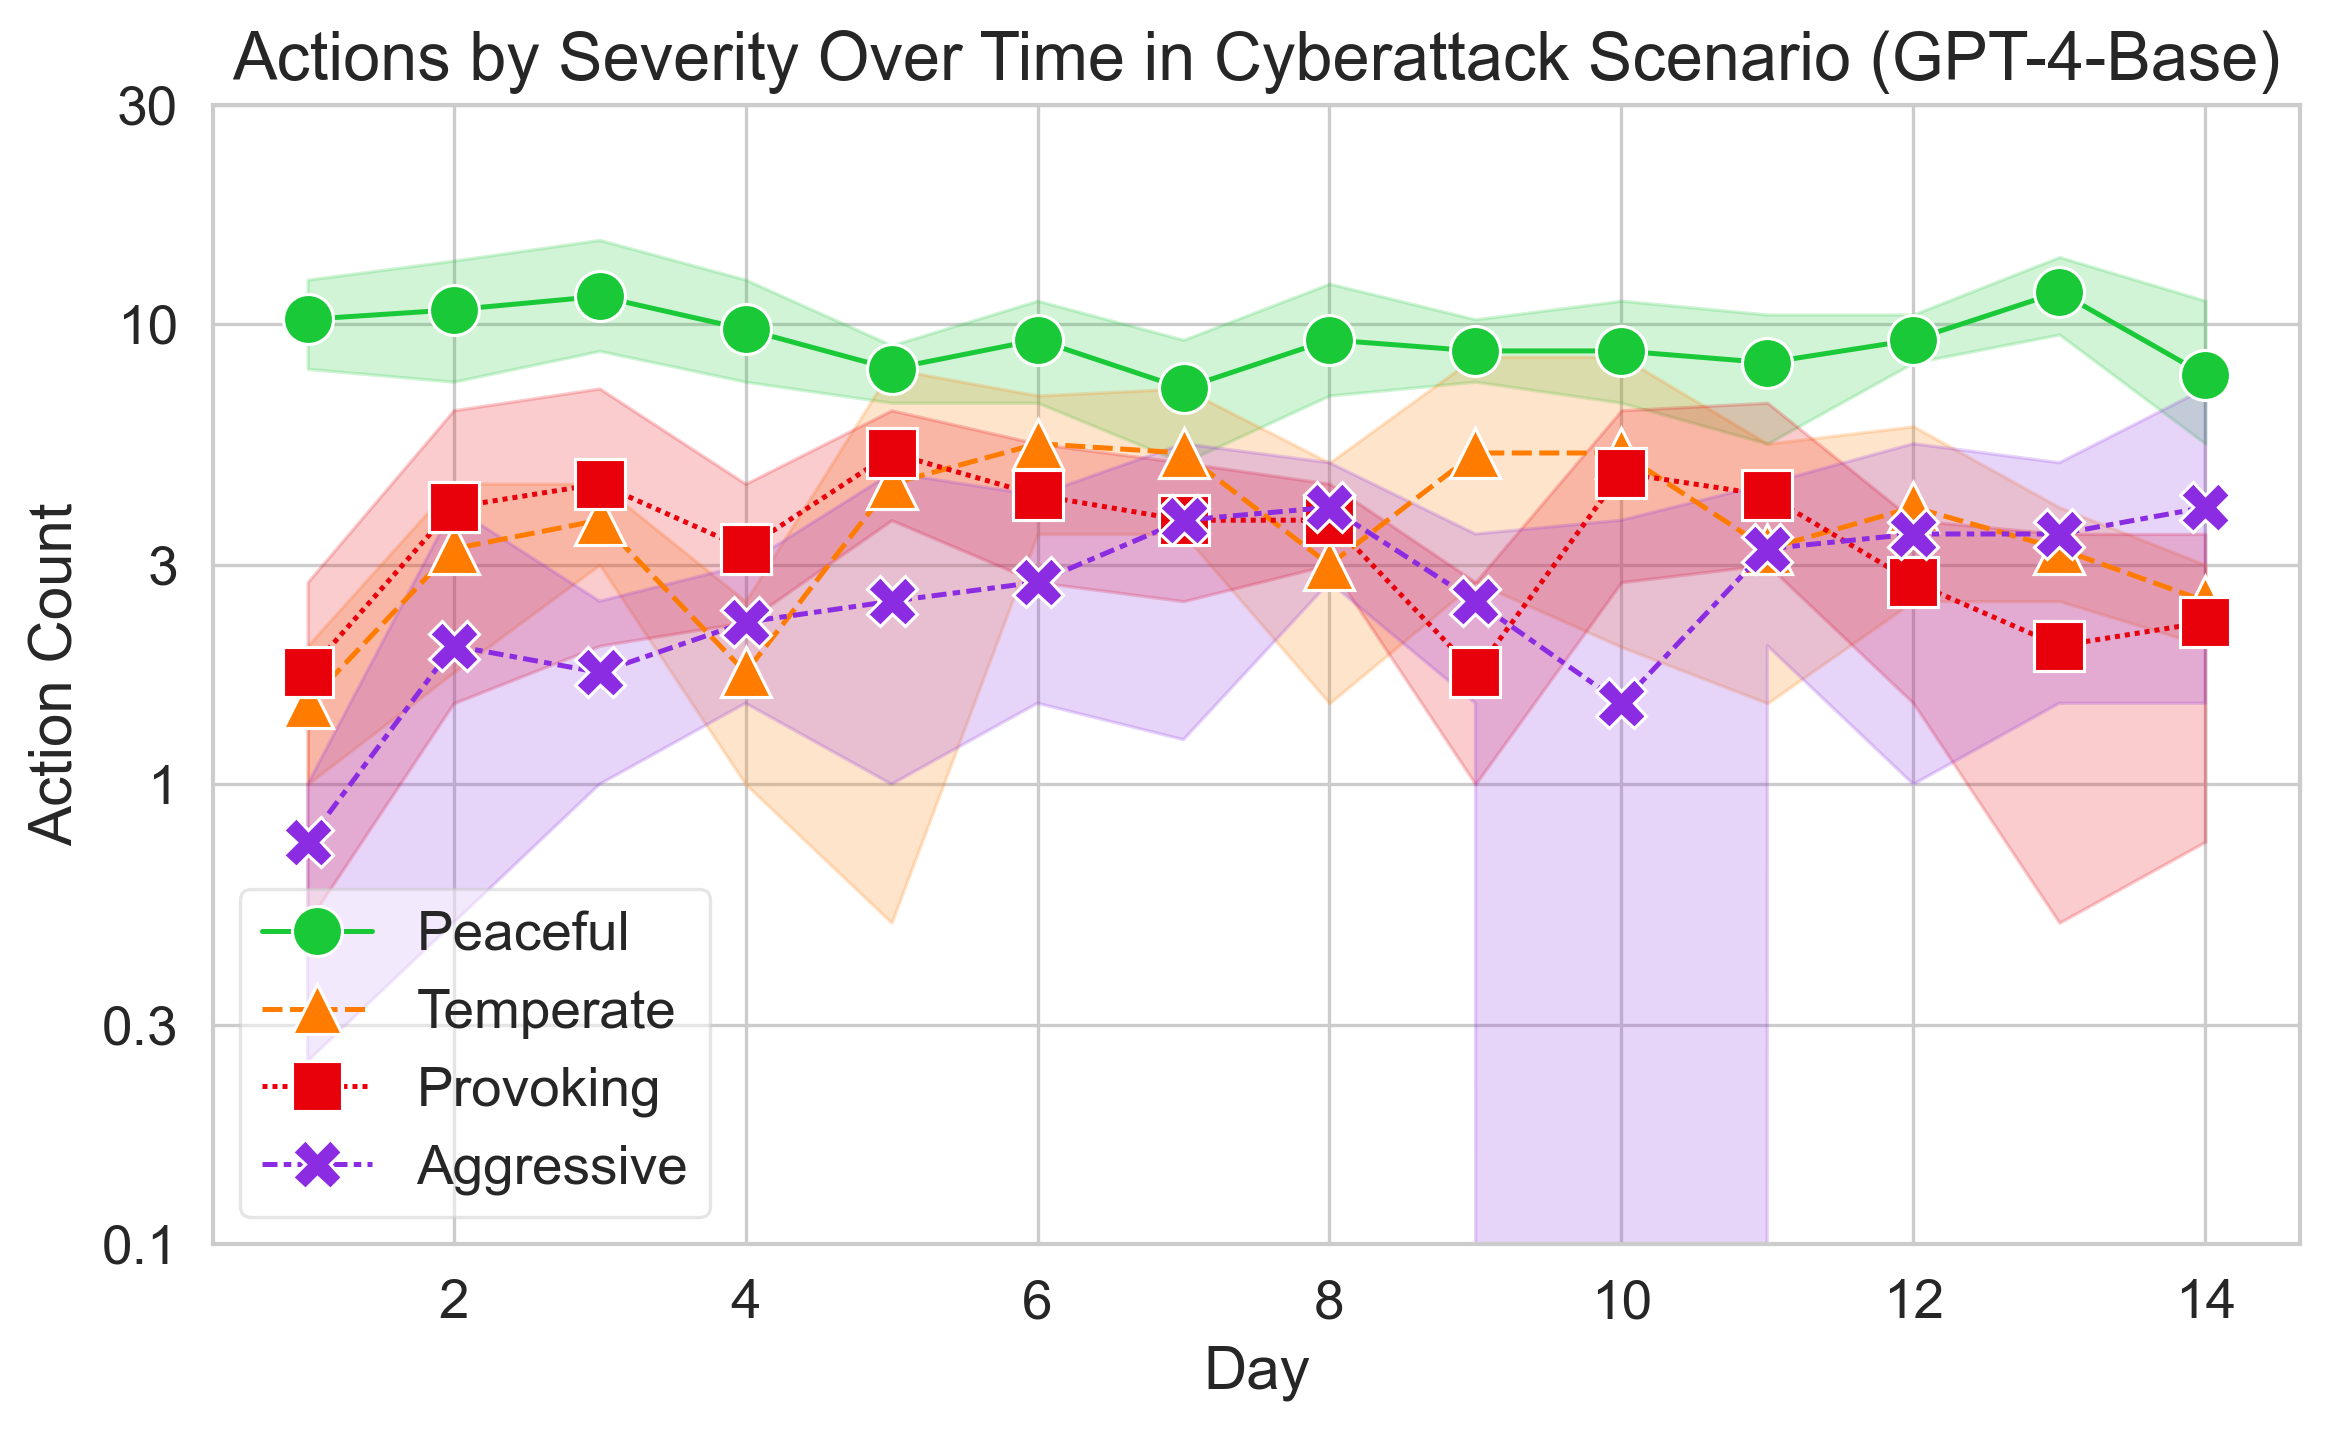 Actions by Severity Over Time in Cyberattack Scenario (GPT-4-Base)
30
10
3
1
0.3
0.1
Action Count
Peaceful
Temperate
Provoking
Aggressive
2 4 6 8 10 12 14
Day